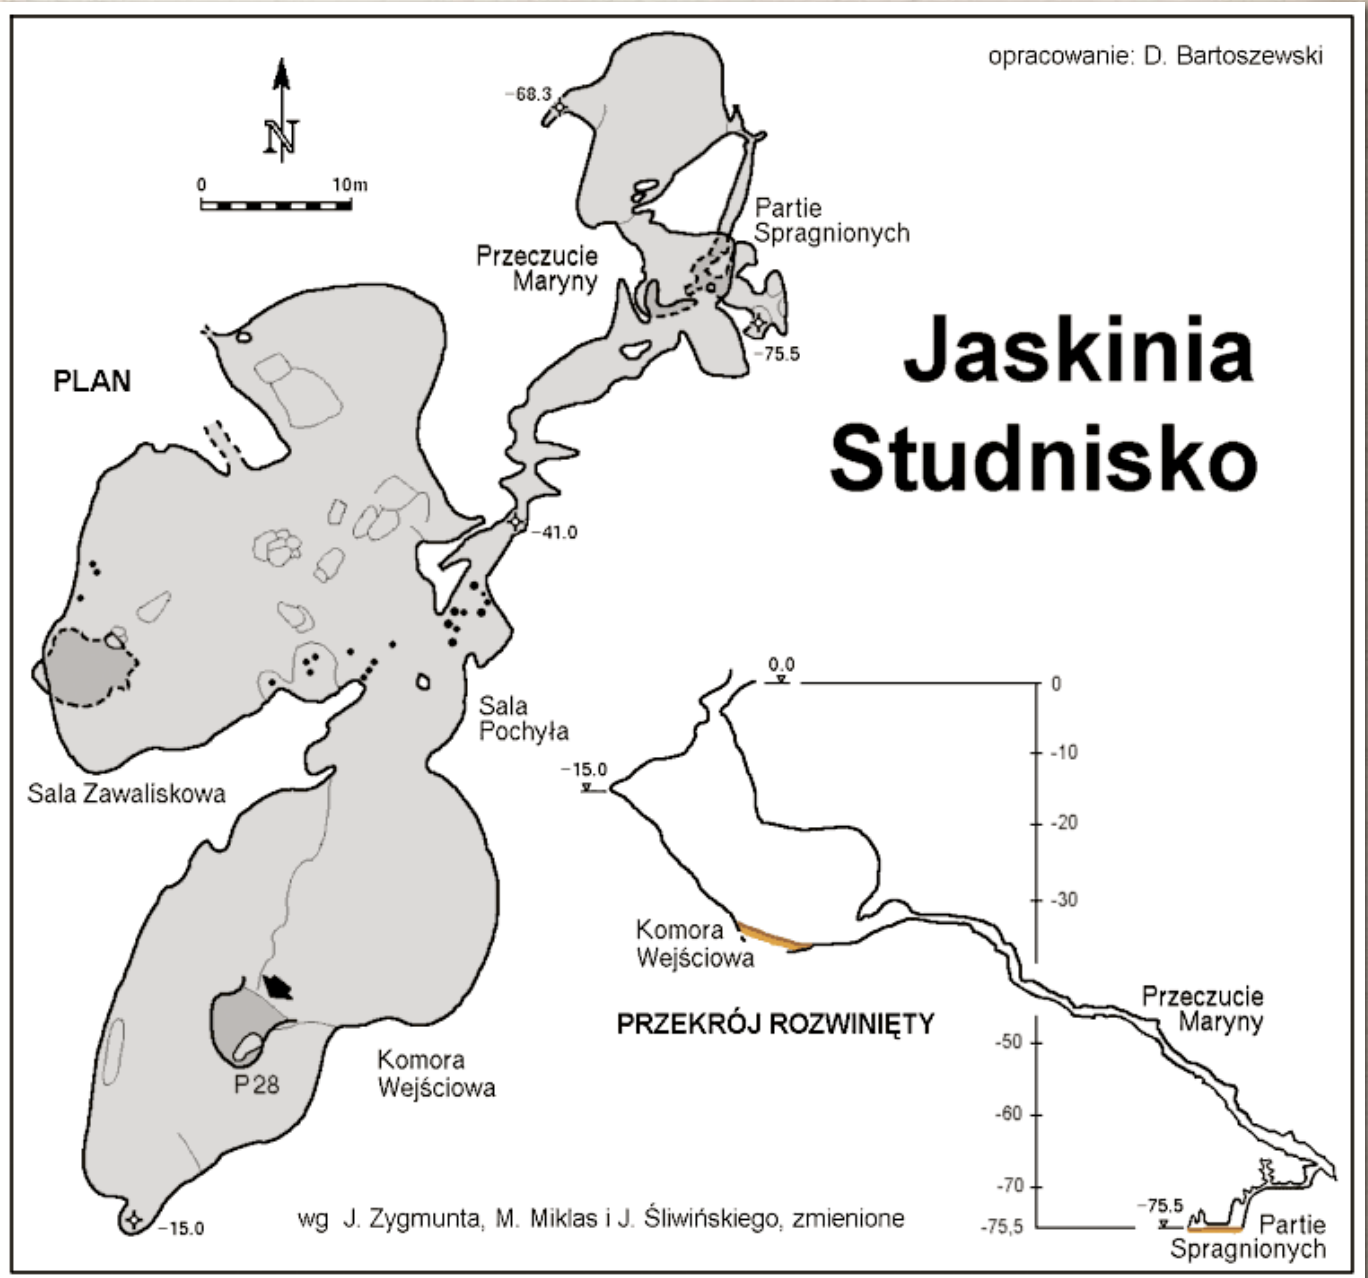 opracowanie: D. Bartoszewski
-68.3
N
0 10m
Partie
Spragnionych
Przeczucie
Maryny
Jaskinia
Studnisko
-75.5
PLAN
-41.0
0.0
0
Sala
Pochyła
-10
-15.0
Sala Zawaliskowa
-20
-30
Komora
Wejściowa
Przeczucie
Maryny
PRZEKRÓJ ROZWINIĘTY
-50
Komora
Wejściowa
P28
-60
-70
-75.5
-15.0
wg J. Zygmunta, M. Miklas i J. Śliwińskiego, zmienione
-75,5
Partie
Spragnionych